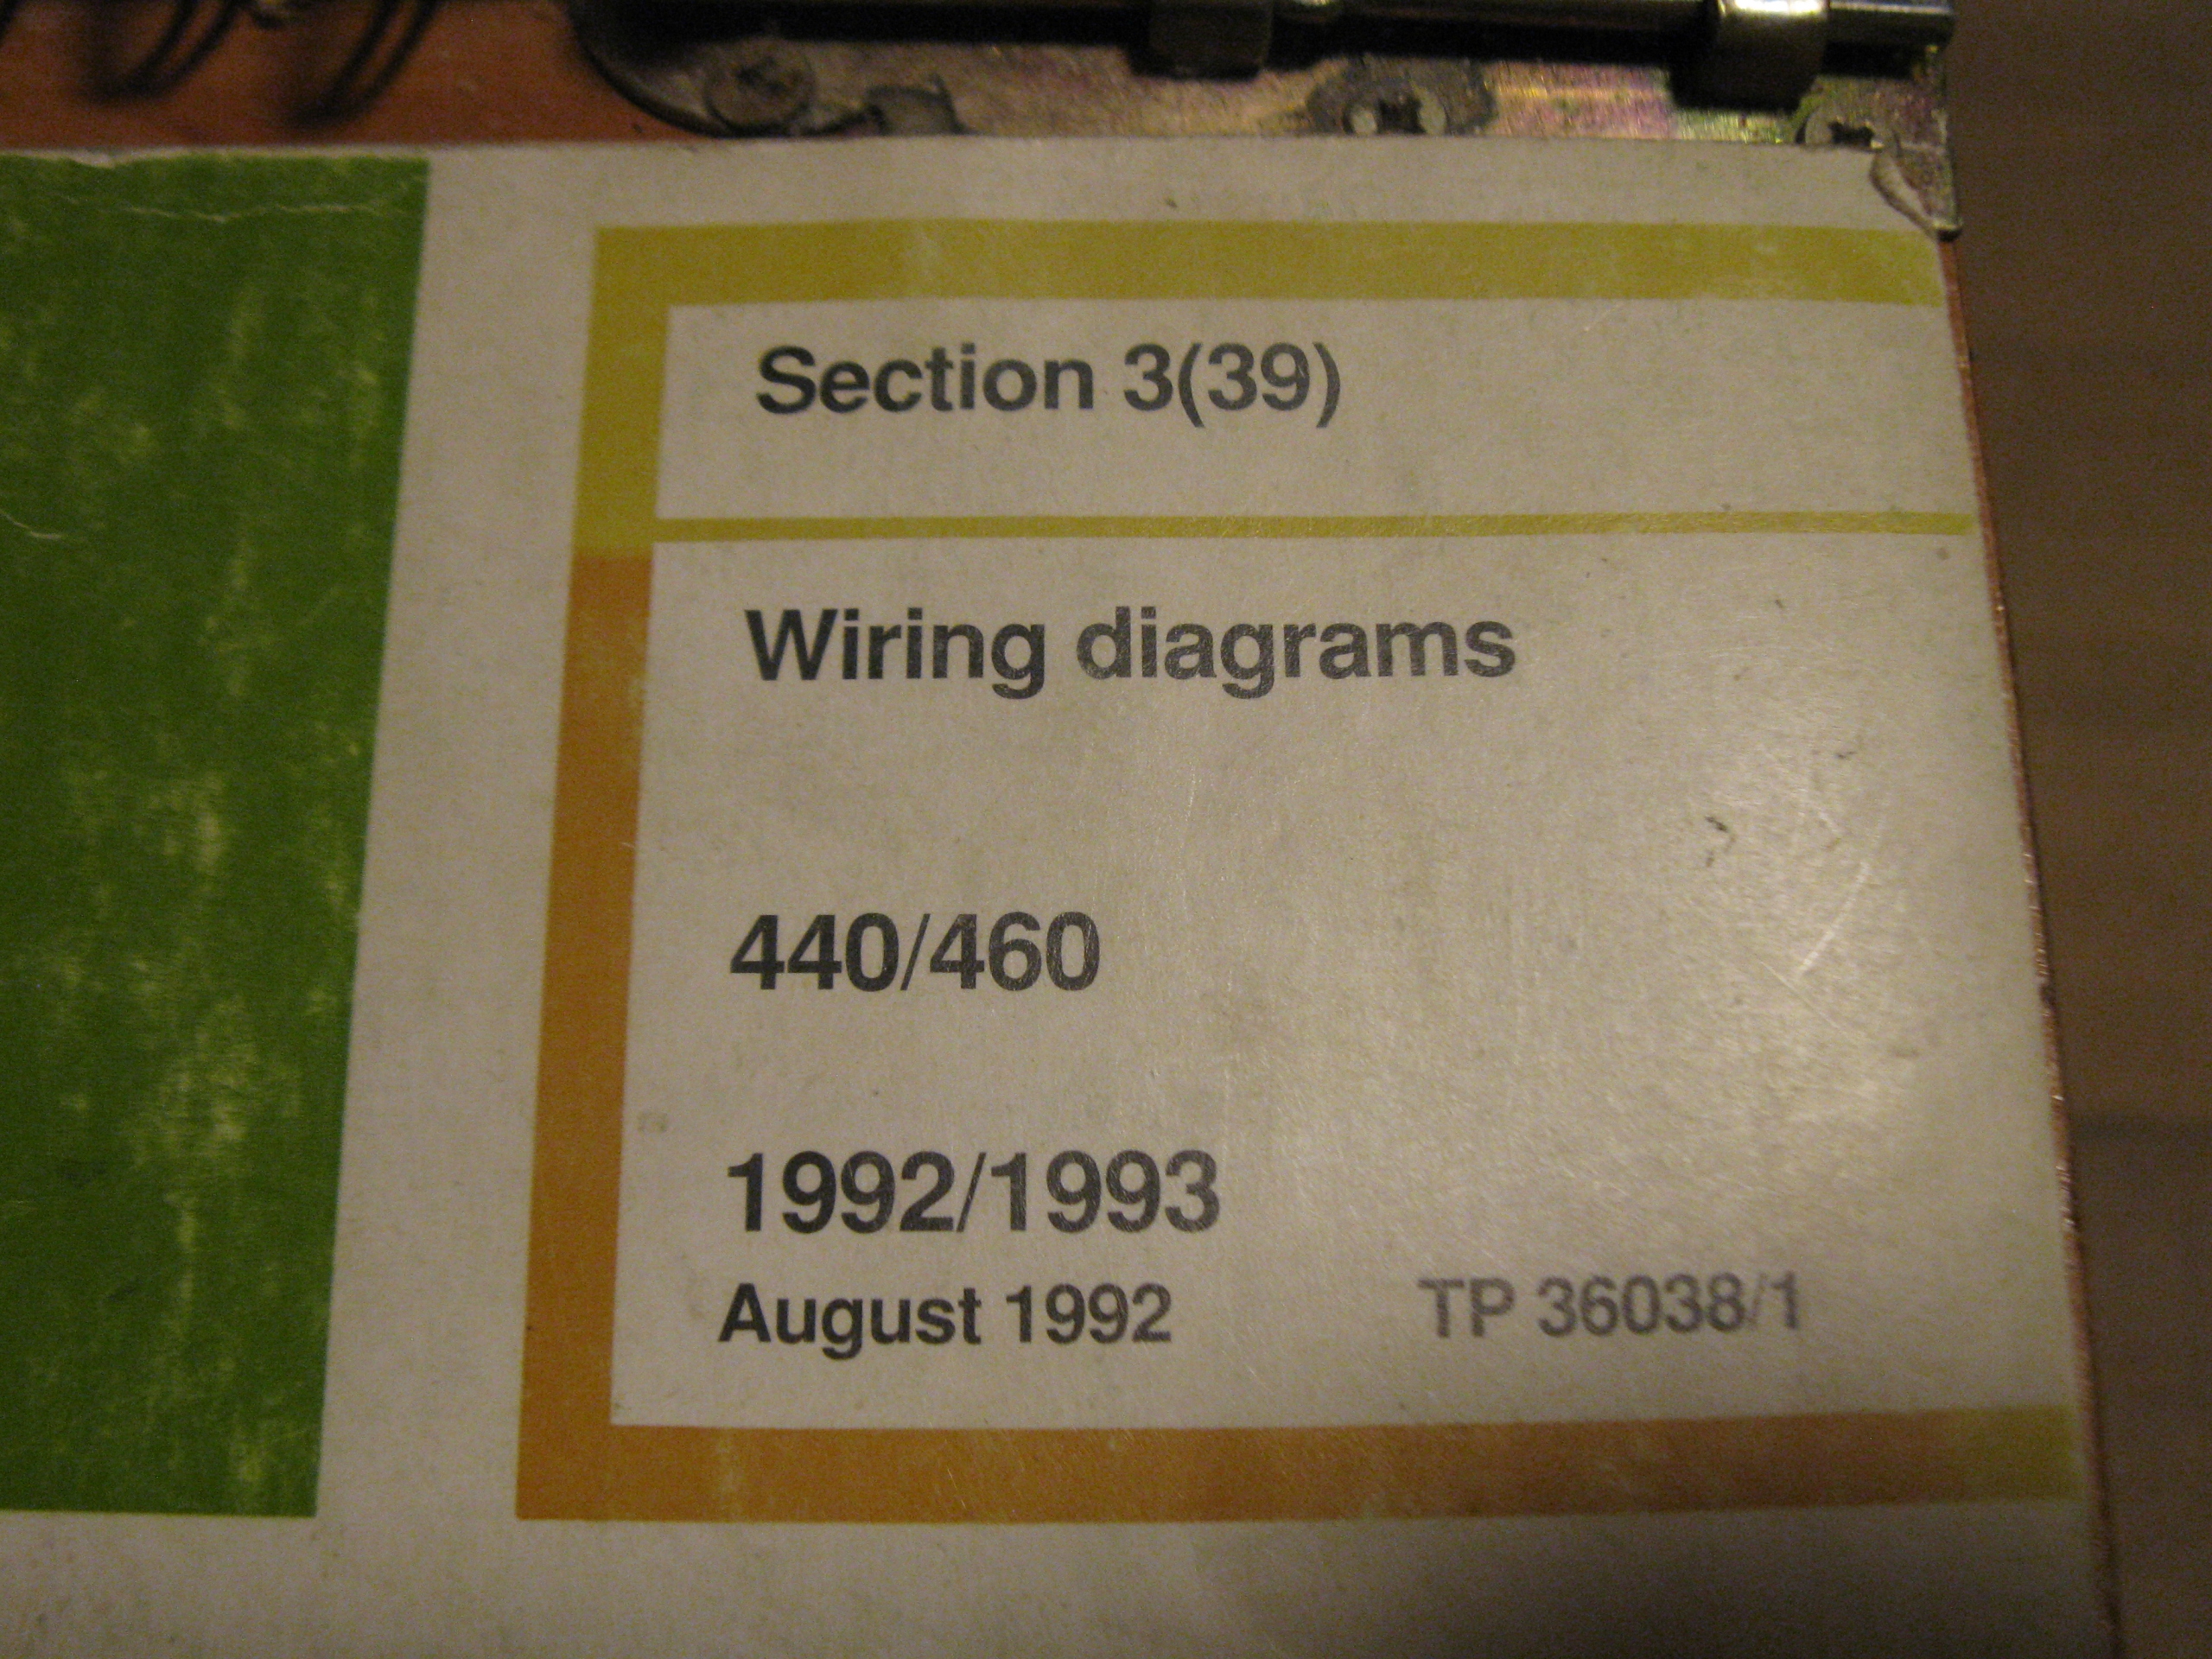 Section 3(39)
Wiring diagrams
440/460
1992/1993
August 1992 TP 36038/1